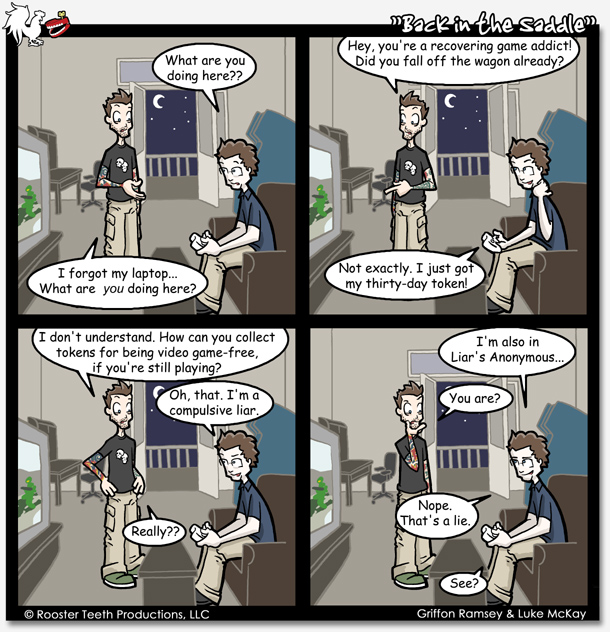 "Back in the Saddle"
What are you
doing here??
I forgot my laptop...
What are you doing here?
Hey, you're a recovering game addict!
Did you fall off the wagon already?
Not exactly. I just got
my thirty-day token!
I don't understand. How can you collect
tokens for being video game-free,
if you're still playing?
Oh, that. I'm a
compulsive liar.
Really??
I'm also in
Liar's Anonymous...
You are?
Nope.
That's a lie.
See?
© Rooster Teeth Productions, LLC
Griffon Ramsey & Luke McKay